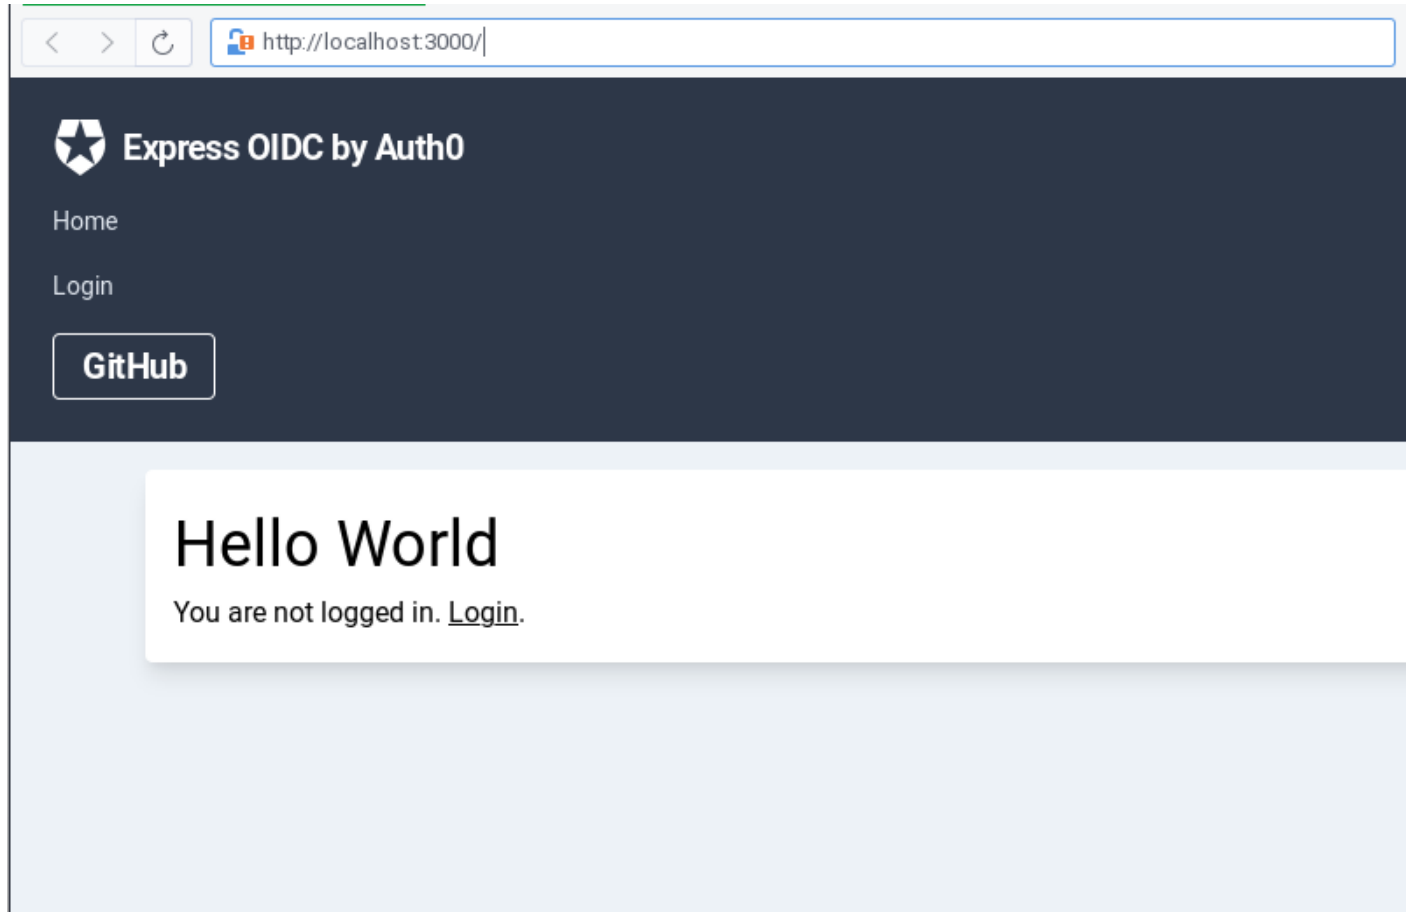 http://localhost:3000/
Express OIDC by Auth0
Home
Login
GitHub
Hello World
You are not logged in. Login.